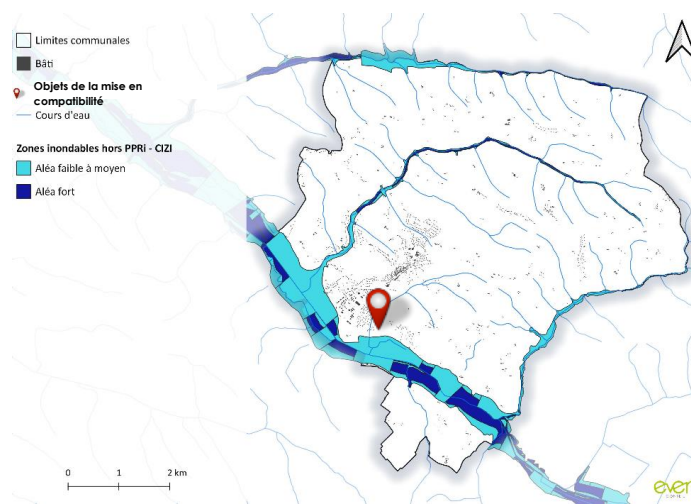 Limites communales
Bâti
Objets de la mise en
compatibilité
Cours d'eau
Zones inondables hors PPRi - CIZI
Aléa faible à moyen
Aléa fort
0 1 2 km